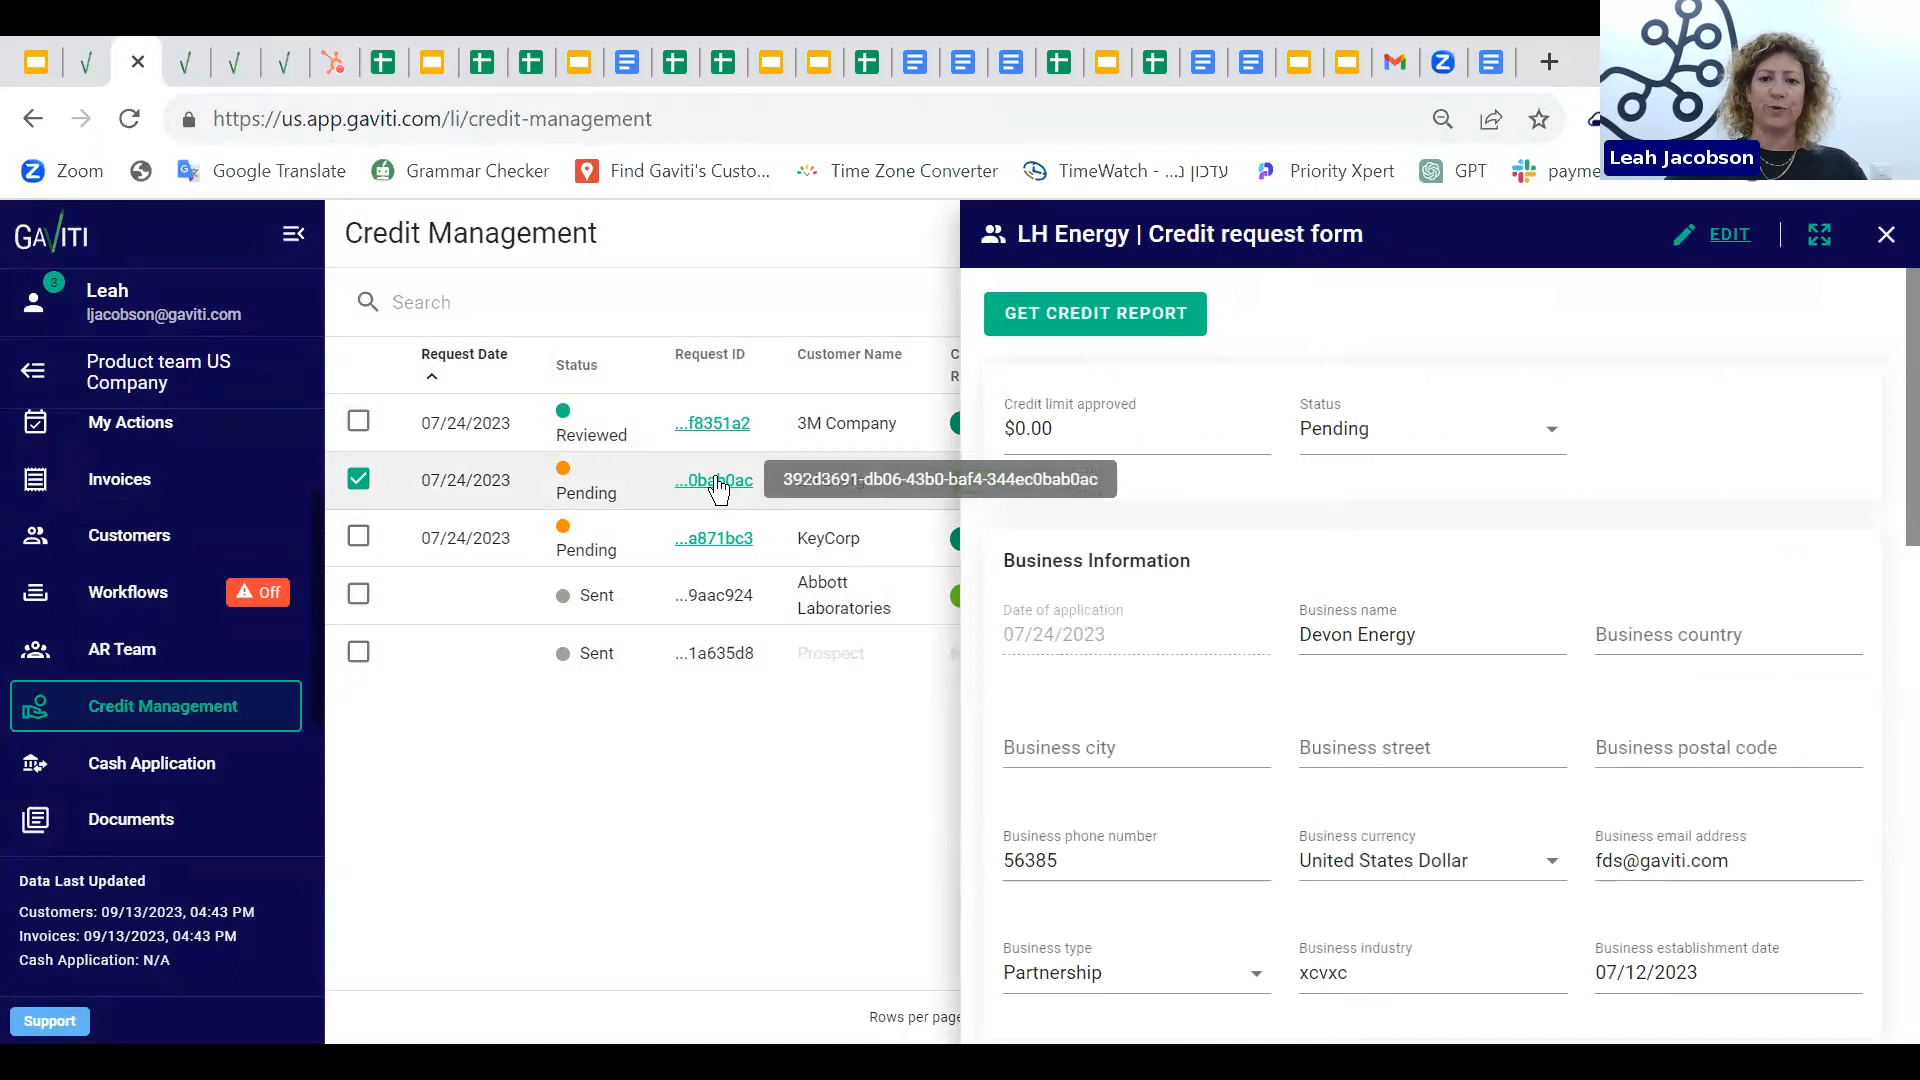 https://us.app.gaviti.com/li/credit-management
Zoom
Google Translate
Grammar Checker
Find Gaviti's Custo...
Time Zone Converter
TimeWatch - ...עדכון נ
Priority Xpert
GPT
payme
Leah Jacobson
GAVITI
3
Leah
ljacobson@gaviti.com
Product team US
Company
My Actions
Invoices
Customers
Workflows
Off
AR Team
Credit Management
Cash Application
Documents
Data Last Updated
Customers: 09/13/2023, 04:43 PM
Invoices: 09/13/2023, 04:43 PM
Cash Application: N/A
Support
Credit Management
Search
Request Date
Status
Request ID
Customer Name
C
R
07/24/2023
Reviewed
...f8351a2
3M Company
07/24/2023
Pending
...0bab0ac
392d3691-db06-43b0-baf4-344ec0bab0ac
07/24/2023
Pending
...a871bc3
KeyCorp
Sent
...9aac924
Abbott
Laboratories
Sent
...1a635d8
Prospect
Rows per page
LH Energy | Credit request form
EDIT
GET CREDIT REPORT
Credit limit approved
$0.00
Status
Pending
Business Information
Date of application
07/24/2023
Business name
Devon Energy
Business country
Business city
Business street
Business postal code
Business phone number
56385
Business currency
United States Dollar
Business email address
fds@gaviti.com
Business type
Partnership
Business industry
xcvxc
Business establishment date
07/12/2023